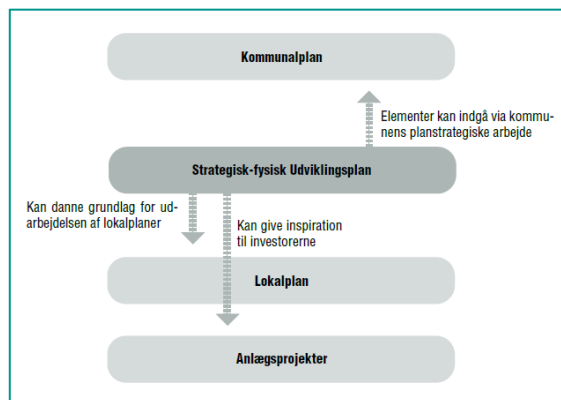 Kommunalplan
Elementer kan indgå via kommu-
nens planstrategiske arbejde
Strategisk-fysisk Udviklingsplan
Kan danne grundlag for ud-
arbejdelsen af lokalplaner
Kan give inspiration
til investorerne
Lokalplan
Anlægsprojekter